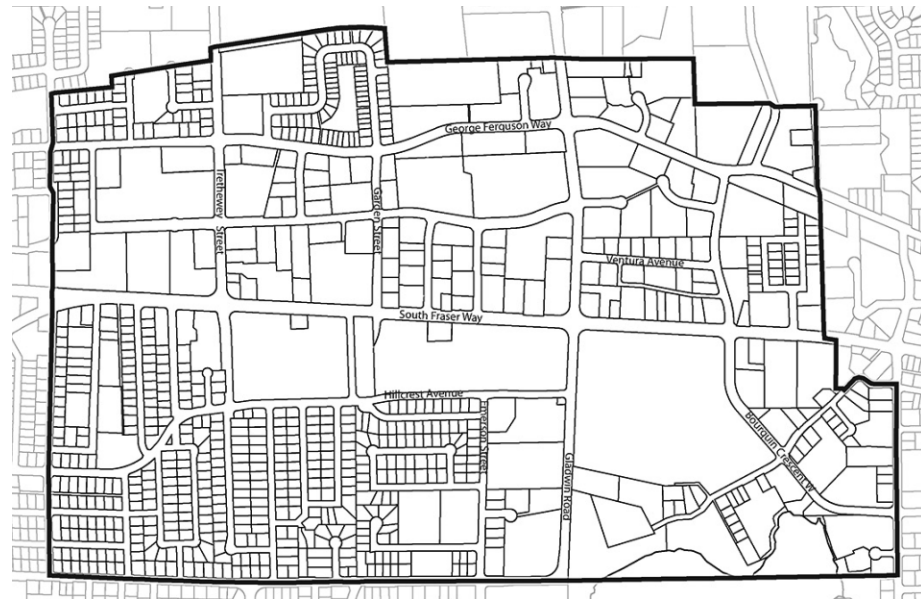 George Ferguson Way
Trethewey Street
Garden Street
Ventura Avenue
South Fraser Way
Hillcrest Avenue
Emerson Street
Bourquin Crescent W
Gladwin Road